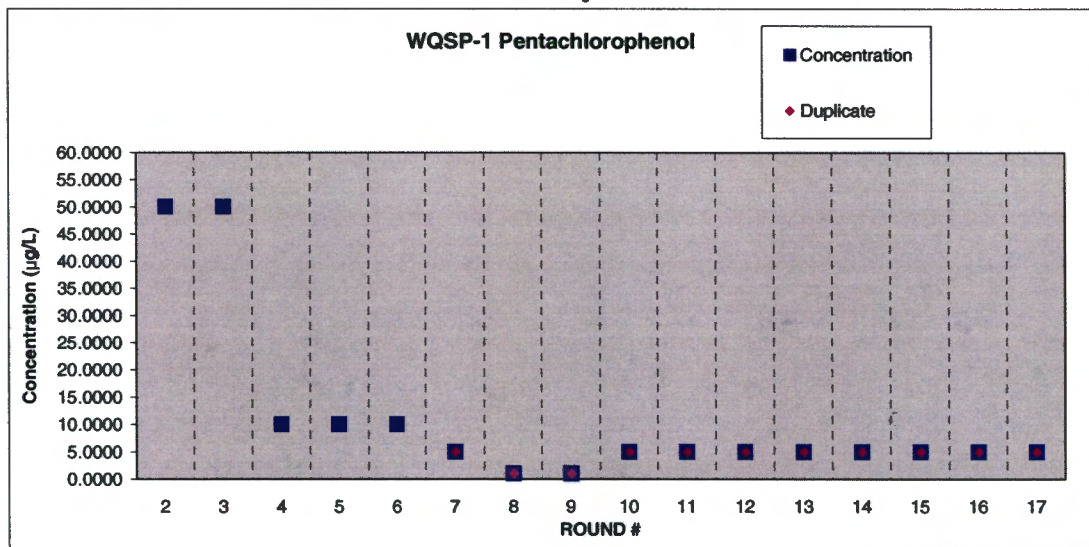 WQSP-1 Pentachlorophenol
Concentration
Duplicate
Concentration (µg/L)
60.0000
55.0000
50.0000
45.0000
40.0000
35.0000
30.0000
25.0000
20.0000
15.0000
10.0000
5.0000
0.0000
2 3 4 5 6 7 8 9 10 11 12 13 14 15 16 17
ROUND #